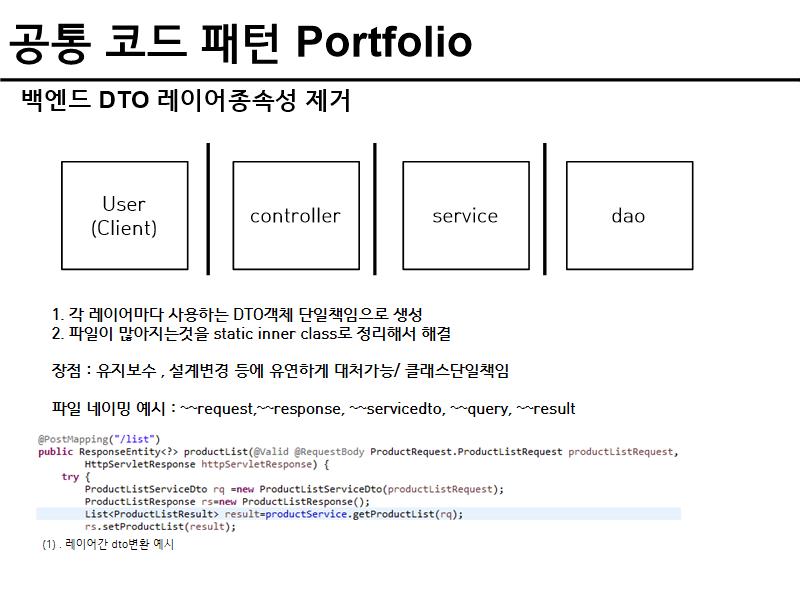 공통 코드 패턴 Portfolio
백엔드 DTO 레이어종속성 제거
User
(Client)
controller
service
dao
1. 각 레이어마다 사용하는 DTO객체 단일책임으로 생성
2. 파일이 많아지는것을 static inner class로 정리해서 해결
장점 : 유지보수 , 설계변경 등에 유연하게 대처가능/ 클래스단일책임
파일 네이밍 예시 : ~~request,~~response, ~~servicedto, ~~query, ~~result
@PostMapping("/list")
public ResponseEntity<?> productList(@Valid @RequestBody ProductRequest.ProductListRequest productListRequest,
HttpServletResponse httpServletResponse) {
try {
ProductListServiceDto rq =new ProductListServiceDto(productListRequest);
ProductListResponse rs=new ProductListResponse();
List<ProductListResult> result=productService.getProductList(rq);
rs.setProductList(result);
(1) . 레이어간 dto변환 예시